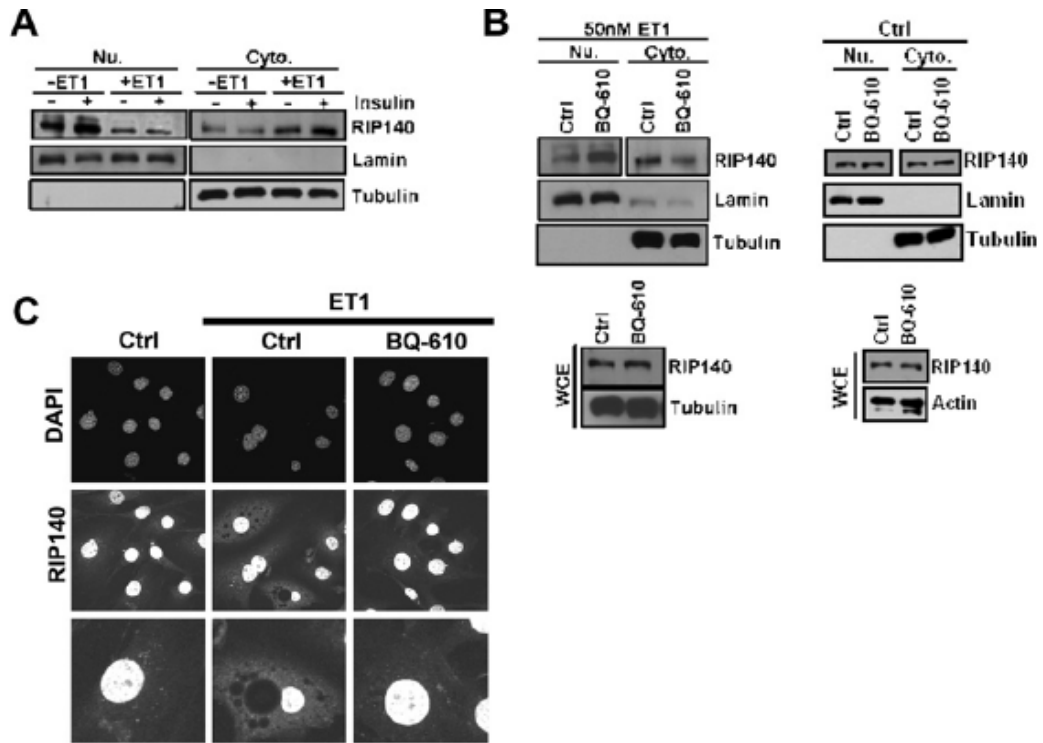 A
Nu. Cyto.
-ET1 +ET1 -ET1 +ET1
- + - + - + - + Insulin
RIP140
Lamin
Tubulin
B
50nM ET1
Nu. Cyto.
Ctrl BQ-610 Ctrl BQ-610
RIP140
Lamin
Tubulin
Ctrl BQ-610
WCE
RIP140
Tubulin
Ctrl
Nu. Cyto.
Ctrl BQ-610 Ctrl BQ-610
RIP140
Lamin
Tubulin
Ctrl BQ-610
WCE
RIP140
Actin
C
ET1
Ctrl Ctrl BQ-610
DAPI
RIP140